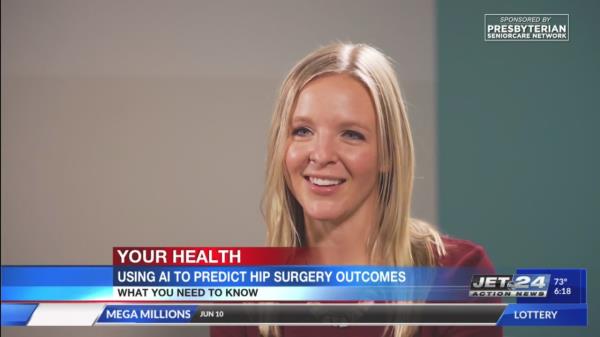 SPONSORED BY
PRESBYTERIAN
SENIORCARE NETWORK
YOUR HEALTH
USING AI TO PREDICT HIP SURGERY OUTCOMES
WHAT YOU NEED TO KNOW
JET 24
ACTION NEWS
73°
6:18
MEGA MILLIONS
JUN 10
LOTTERY